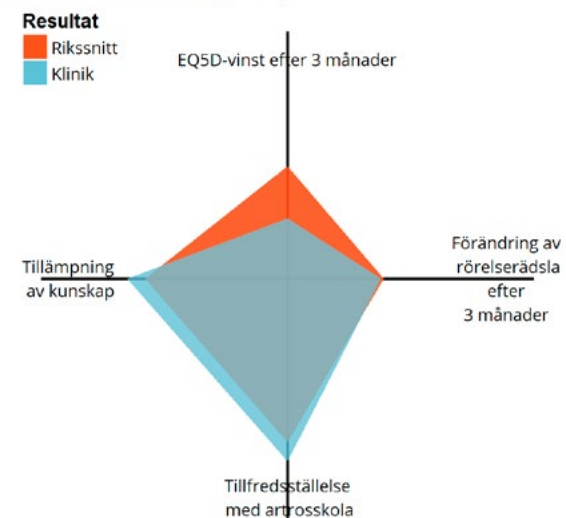 Resultat
Rikssnitt
Klinik
EQ5D-vinst efter 3 månader
Förändring av
rörelserädsla
efter
3 månader
Tillämpning
av kunskap
Tillfredsställelse
med artrosskola